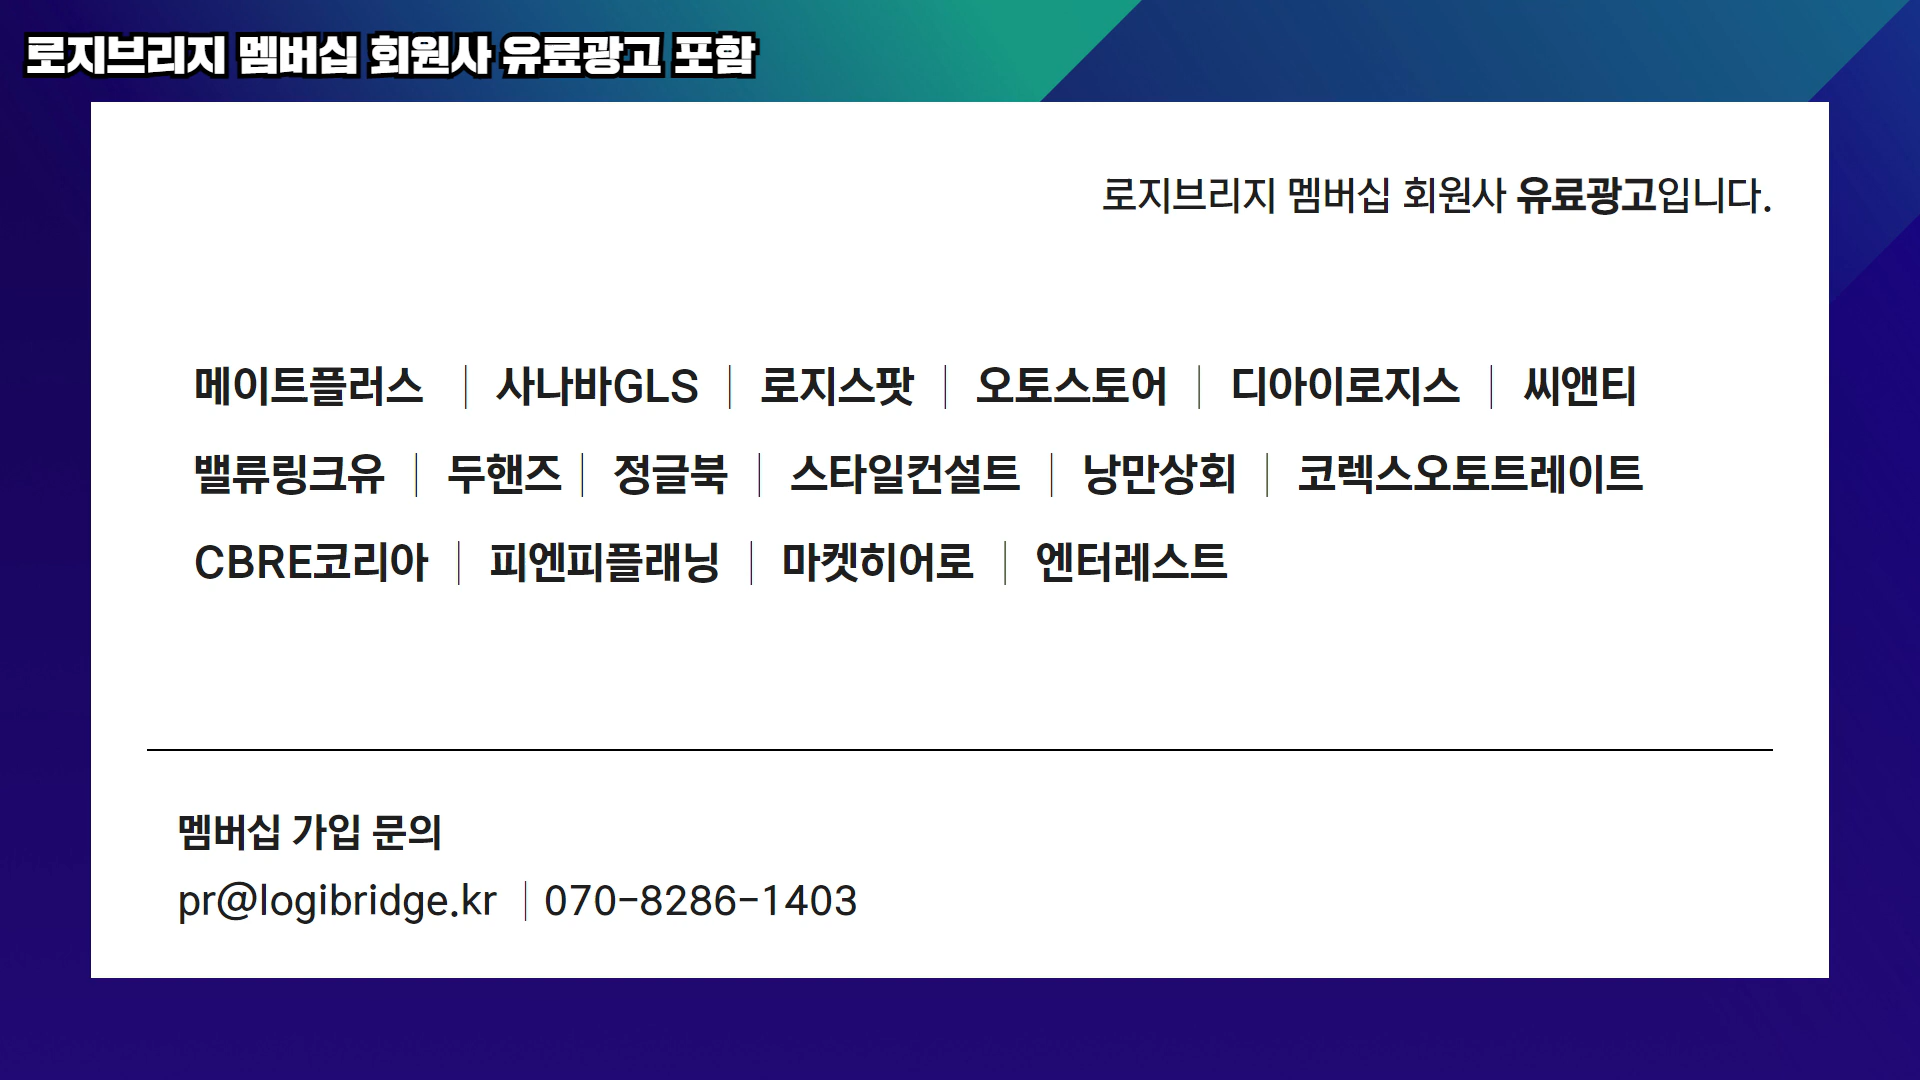 로지브리지 멤버십 회원사 유료광고 포함
로지브리지 멤버십 회원사 유료광고입니다.
메이트플러스 | 사나바GLS | 로지스팟 | 오토스토어 | 디아이로지스 | 씨앤티
밸류링크유 | 두핸즈 | 정글북 | 스타일컨설트 | 낭만상회 | 코렉스오토트레이트
CBRE코리아 | 피엔피플래닝 | 마켓히어로 | 엔터레스트
멤버십 가입 문의
pr@logibridge.kr | 070-8286-1403